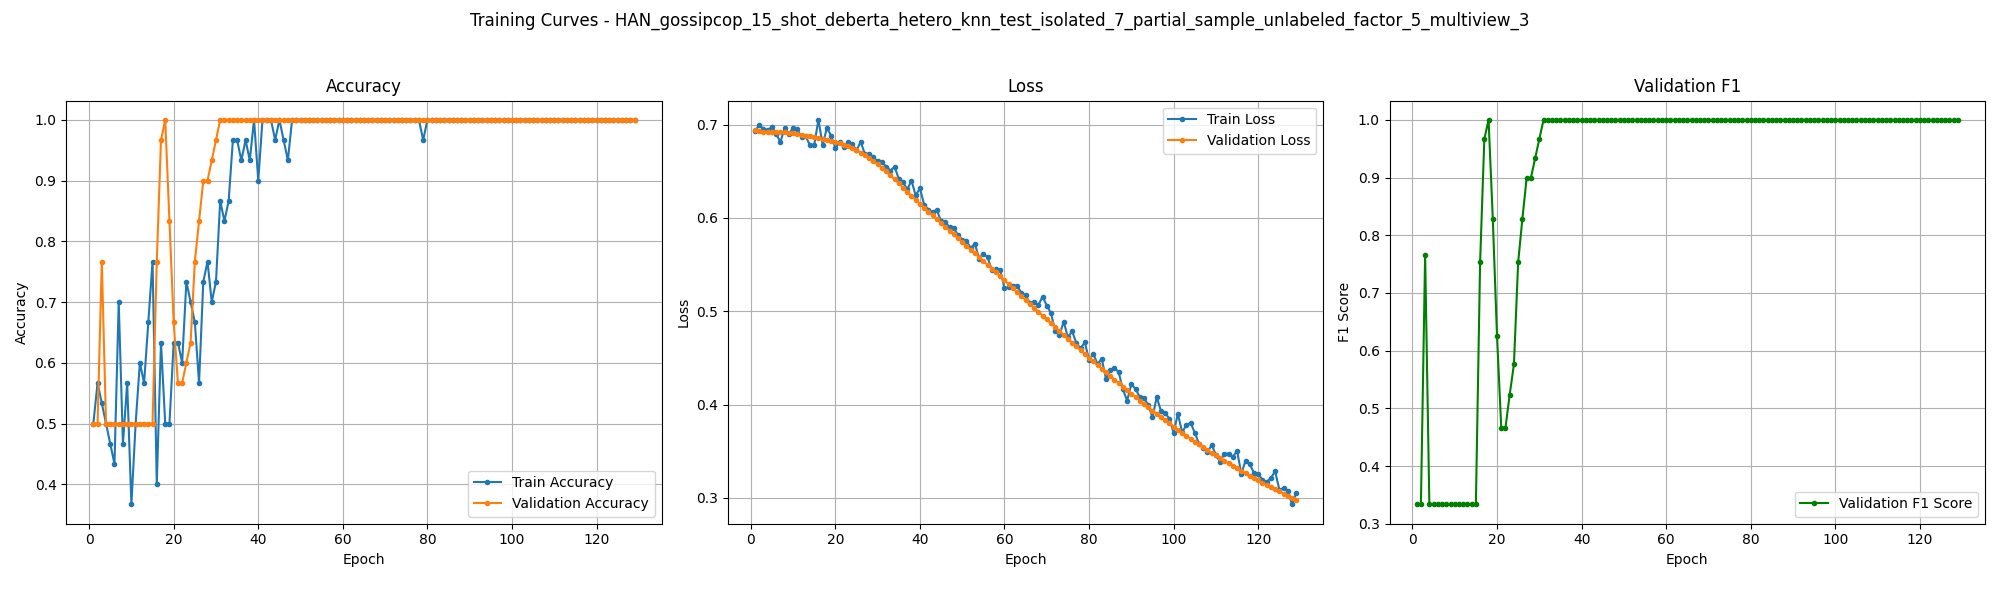 Training Curves - HAN_gossipcop_15_shot_deberta_hetero_knn_test_isolated_7_partial_sample_unlabeled_factor_5_multiview_3
Accuracy
Accuracy
1.0
0.9
0.8
0.7
0.6
0.5
0.4
0 20 40 60 80 100 120
Epoch
Train Accuracy
Validation Accuracy
Loss
Loss
0.7
0.6
0.5
0.4
0.3
0 20 40 60 80 100 120
Epoch
Train Loss
Validation Loss
Validation F1
F1 Score
1.0
0.9
0.8
0.7
0.6
0.5
0.4
0.3
0 20 40 60 80 100 120
Epoch
Validation F1 Score